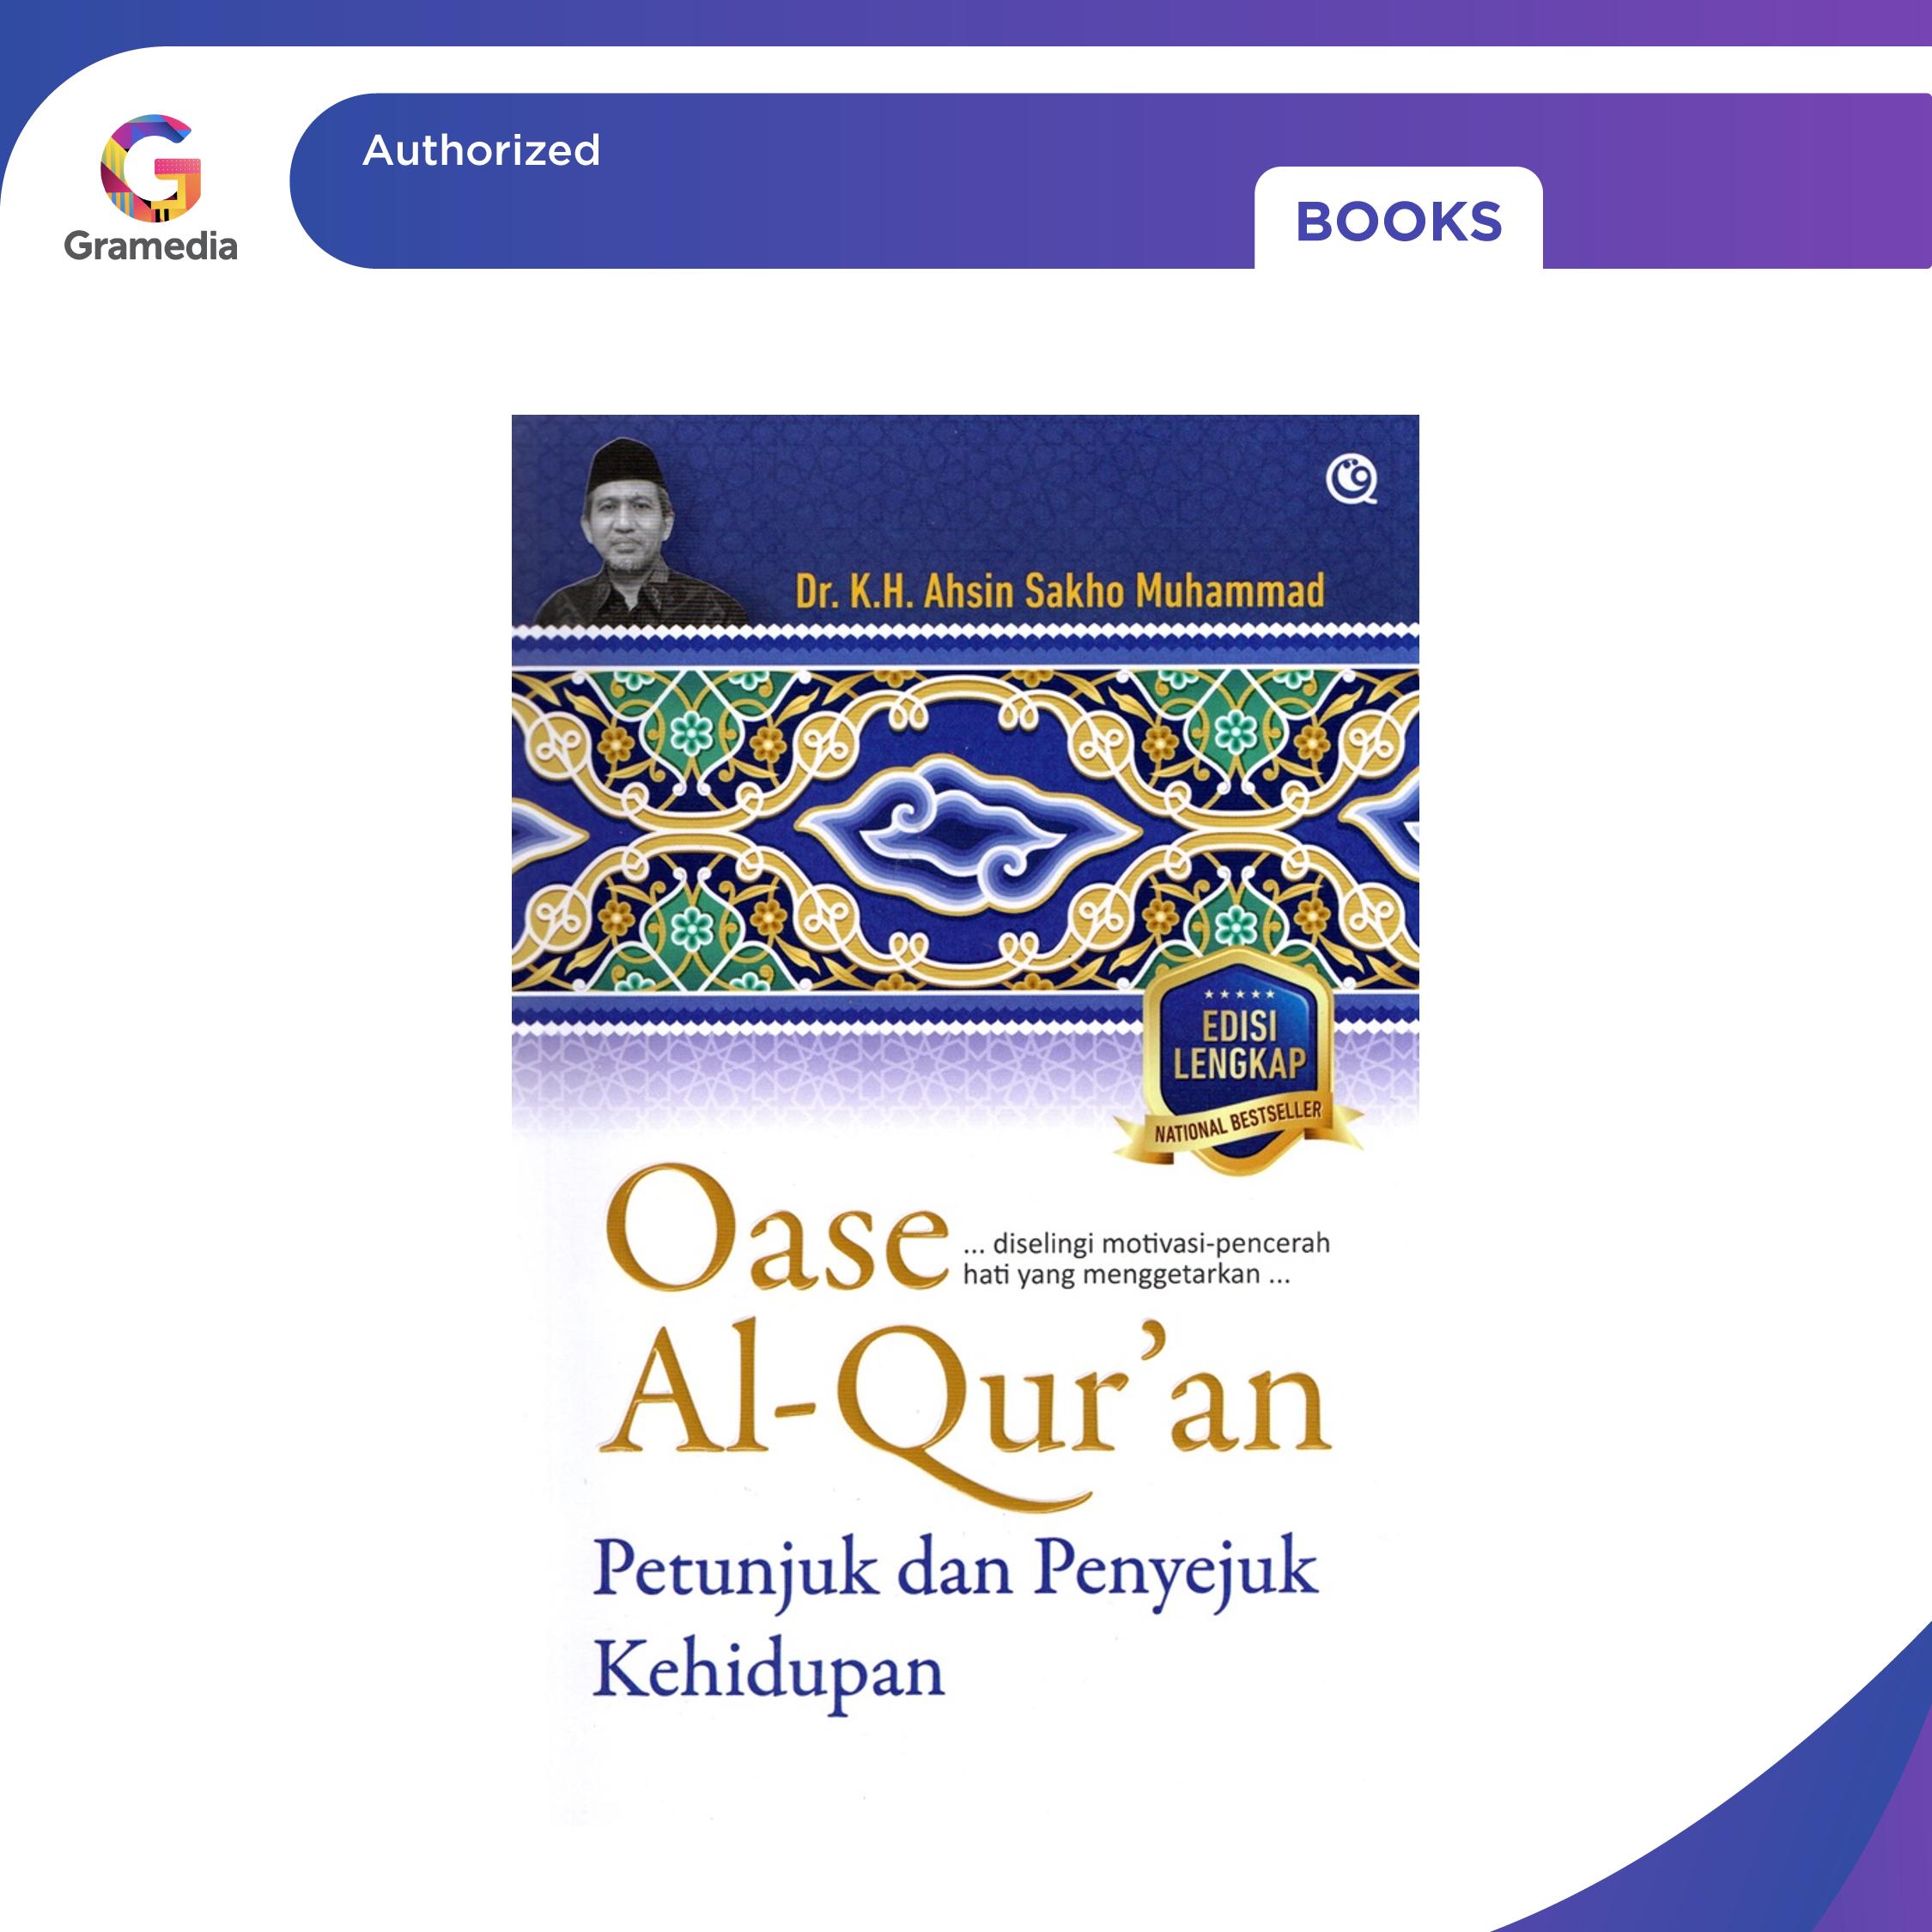 Gramedia
Authorized
BOOKS
Dr. K.H. Ahsin Sakho Muhammad
EDISI
LENGKAP
NATIONAL BESTSELLER
Oase
... diselingi motivasi-pencerah
hati yang menggetarkan ...
Al-Qur’an
Petunjuk dan Penyejuk
Kehidupan